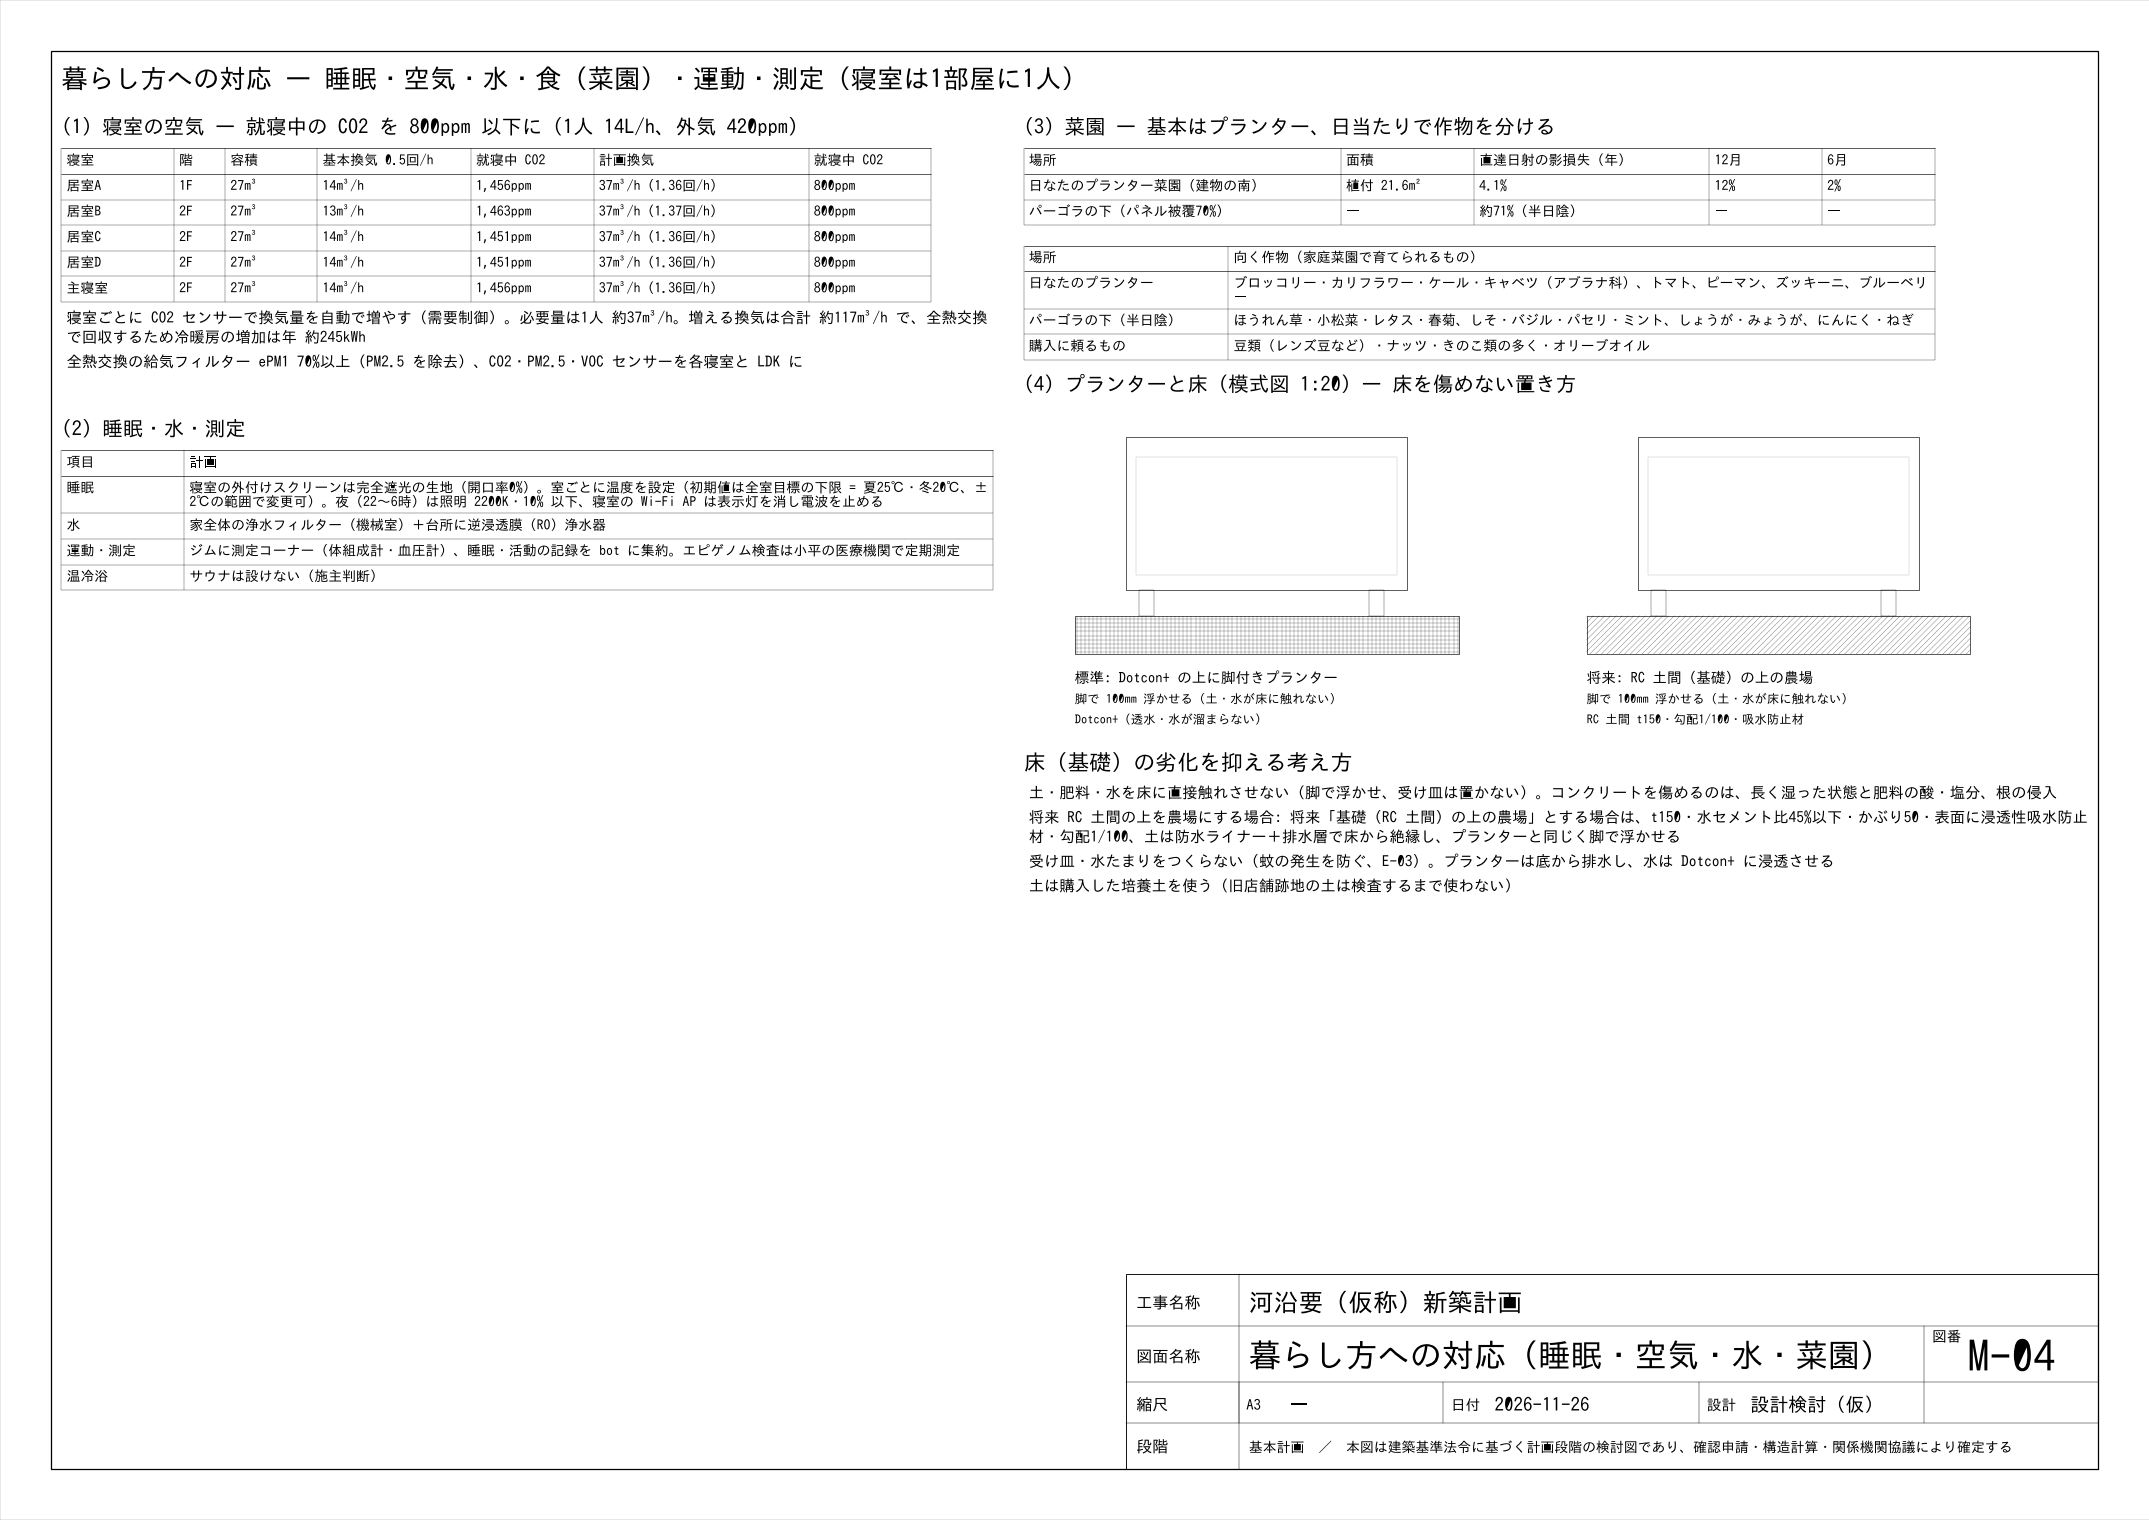 暮らし方への対応 ― 睡眠・空気・水・食（菜園）・運動・測定（寝室は1部屋に1人）
(1) 寝室の空気 ― 就寝中の CO2 を 800ppm 以下に（1人 14L/h、外気 420ppm）
寝室 階 容積 基本換気 0.5回/h 就寝中 CO2 計画換気 就寝中 CO2
居室A 1F 27m³ 14m³/h 1,456ppm 37m³/h（1.36回/h） 800ppm
居室B 2F 27m³ 13m³/h 1,463ppm 37m³/h（1.37回/h） 800ppm
居室C 2F 27m³ 14m³/h 1,451ppm 37m³/h（1.36回/h） 800ppm
居室D 2F 27m³ 14m³/h 1,451ppm 37m³/h（1.36回/h） 800ppm
主寝室 2F 27m³ 14m³/h 1,456ppm 37m³/h（1.36回/h） 800ppm
寝室ごとに CO2 センサーで換気量を自動で増やす（需要制御）。必要量は1人 約37m³/h。増える換気は合計 約117m³/h で、全熱交換
で回収するため冷暖房の増加は年 約245kWh
全熱交換の給気フィルター ePM1 70%以上（PM2.5 を除去）、CO2・PM2.5・VOC センサーを各寝室と LDK に
(2) 睡眠・水・測定
項目 計画
睡眠 寝室の外付けスクリーンは完全遮光の生地（開口率0%）。室ごとに温度を設定（初期値は全室目標の下限 = 夏25℃・冬20℃、±
2℃の範囲で変更可）。夜（22〜6時）は照明 2200K・10% 以下、寝室の Wi-Fi AP は表示灯を消し電波を止める
水 家全体の浄水フィルター（機械室）＋台所に逆浸透膜（RO）浄水器
運動・測定 ジムに測定コーナー（体組成計・血圧計）、睡眠・活動の記録を bot に集約。エピゲノム検査は小平の医療機関で定期測定
温冷浴 サウナは設けない（施主判断）
(3) 菜園 ― 基本はプランター、日当たりで作物を分ける
場所 面積 直達日射の影損失（年） 12月 6月
日なたのプランター菜園（建物の南） 植付 21.6m² 4.1% 12% 2%
パーゴラの下（パネル被覆70%） ― 約71%（半日陰） ― ―
場所 向く作物（家庭菜園で育てられるもの）
日なたのプランター ブロッコリー・カリフラワー・ケール・キャベツ（アブラナ科）、トマト、ピーマン、ズッキーニ、ブルーベリ
ー
パーゴラの下（半日陰） ほうれん草・小松菜・レタス・春菊、しそ・バジル・パセリ・ミント、しょうが・みょうが、にんにく・ねぎ
購入に頼るもの 豆類（レンズ豆など）・ナッツ・きのこ類の多く・オリーブオイル
(4) プランターと床（模式図 1:20）― 床を傷めない置き方
標準: Dotcon+ の上に脚付きプランター
脚で 100mm 浮かせる（土・水が床に触れない）
Dotcon+（透水・水が溜まらない）
将来: RC 土間（基礎）の上の農場
脚で 100mm 浮かせる（土・水が床に触れない）
RC 土間 t150・勾配1/100・吸水防止材
床（基礎）の劣化を抑える考え方
土・肥料・水を床に直接触れさせない（脚で浮かせ、受け皿は置かない）。コンクリートを傷めるのは、長く湿った状態と肥料の酸・塩分、根の侵入
将来 RC 土間の上を農場にする場合: 将来「基礎（RC 土間）の上の農場」とする場合は、t150・水セメント比45%以下・かぶり50・表面に浸透性吸水防止
材・勾配1/100、土は防水ライナー＋排水層で床から絶縁し、プランターと同じく脚で浮かせる
受け皿・水たまりをつくらない（蚊の発生を防ぐ、E-03）。プランターは底から排水し、水は Dotcon+ に浸透させる
土は購入した培養土を使う（旧店舗跡地の土は検査するまで使わない）
工事名称 河沿要（仮称）新築計画
図面名称 暮らし方への対応（睡眠・空気・水・菜園） 図番 M-04
縮尺 A3 ― 日付 2026-11-26 設計 設計検討（仮）
段階 基本計画 ／ 本図は建築基準法令に基づく計画段階の検討図であり、確認申請・構造計算・関係機関協議により確定する